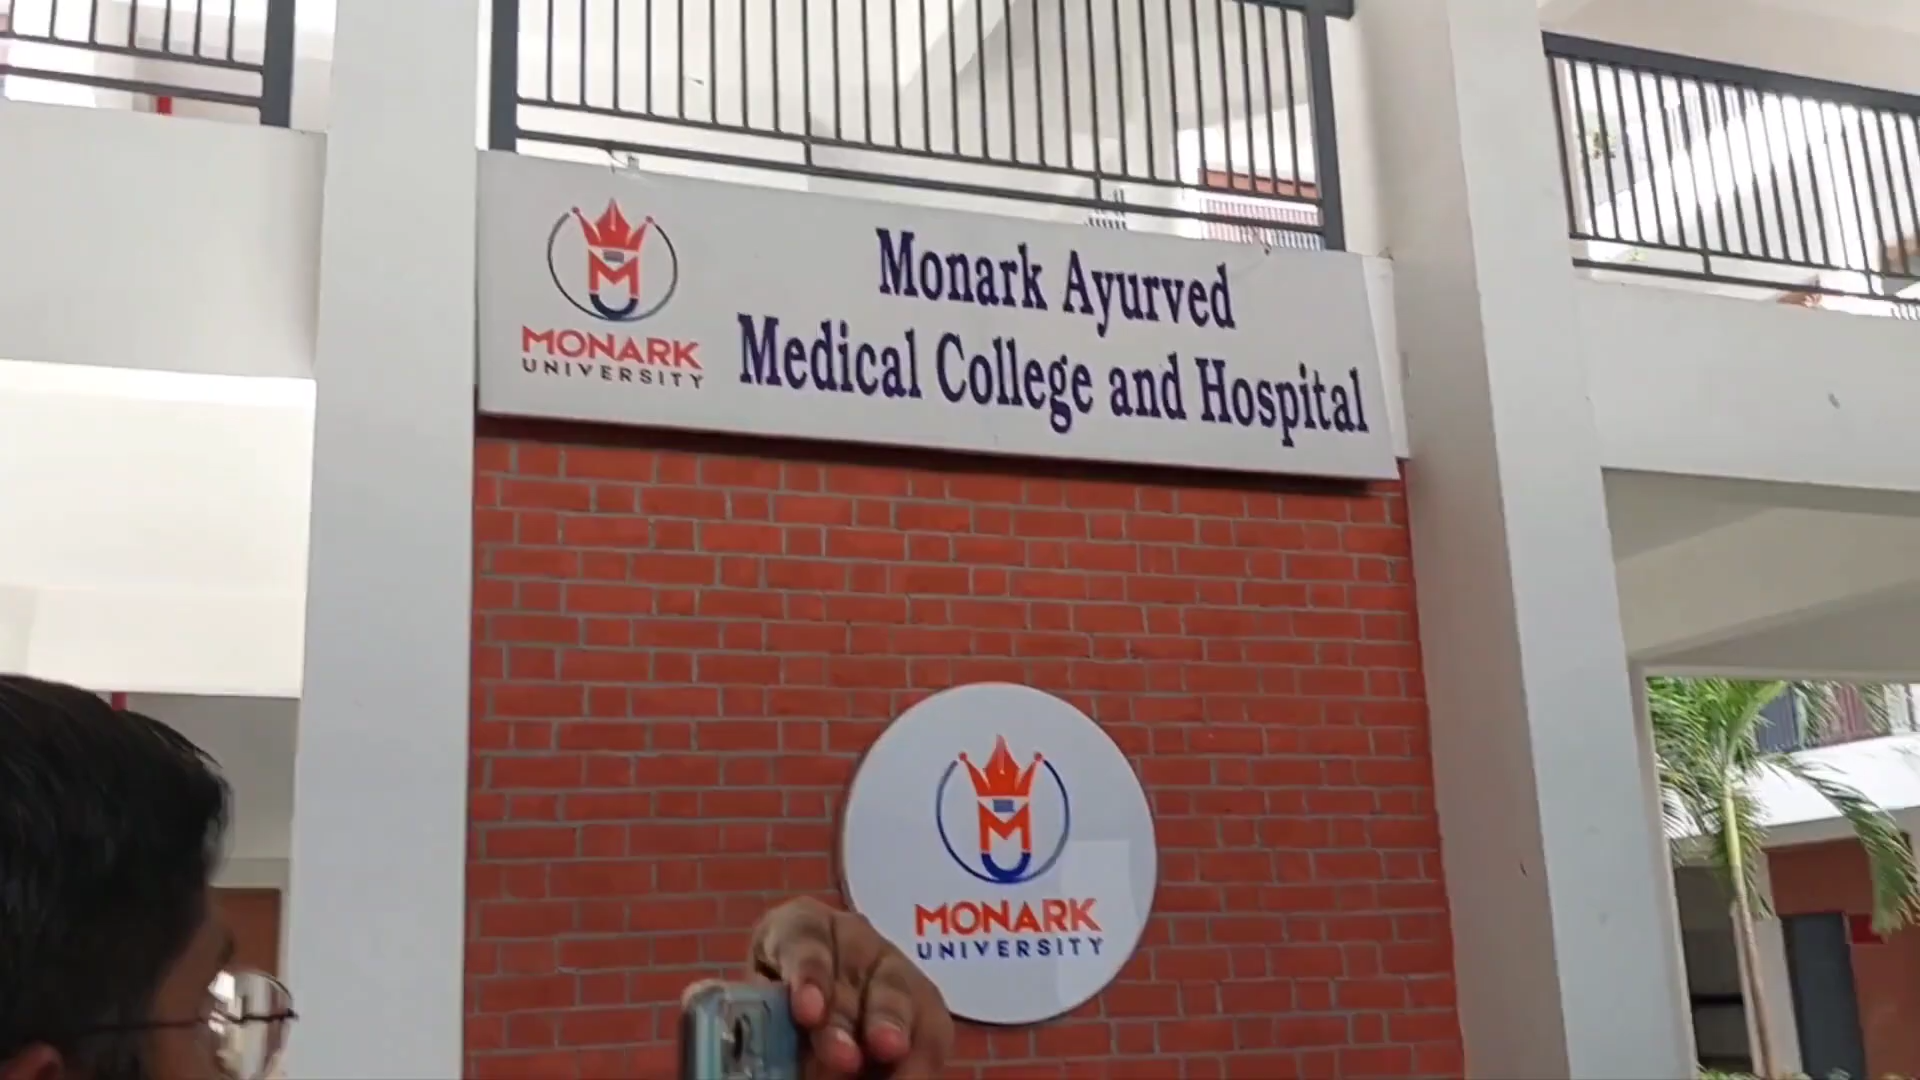 MONARK
UNIVERSITY
Monark Ayurved
Medical College and Hospital
MONARK
UNIVERSITY